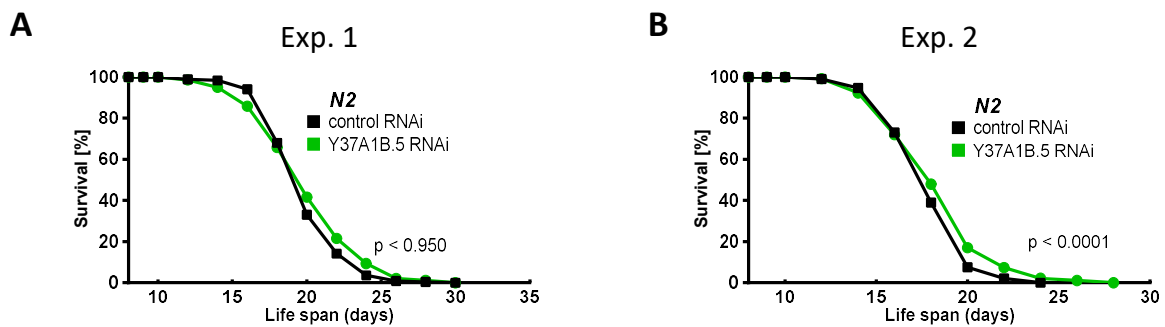 A
Exp. 1
Survival [%]
100
80
60
40
20
0
N2
control RNAi
Y37A1B.5 RNAi
p < 0.950
10 15 20 25 30 35
Life span (days)
B
Exp. 2
Survival [%]
100
80
60
40
20
0
N2
control RNAi
Y37A1B.5 RNAi
p < 0.0001
10 15 20 25 30
Life span (days)